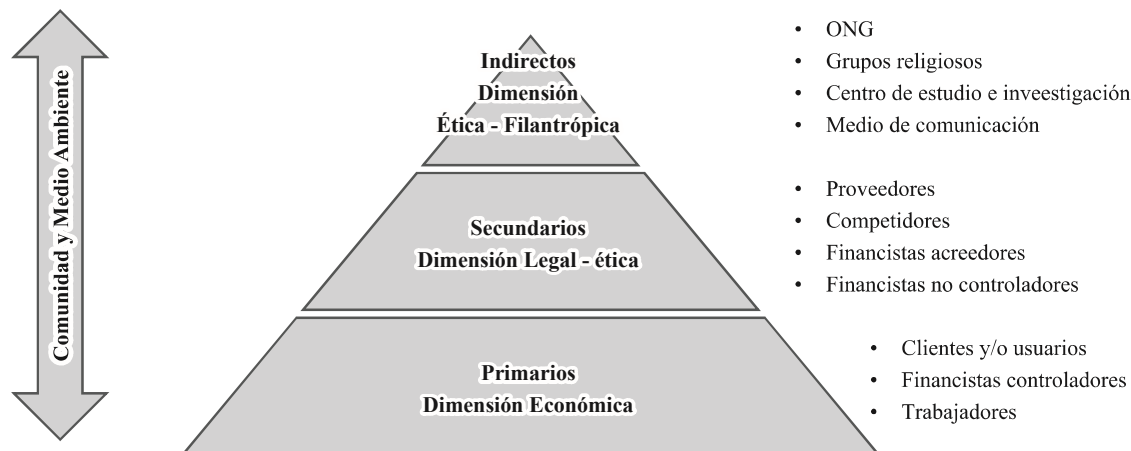 Comunidad y Medio Ambiente
Indirectos
Dimensión
Ética - Filantrópica
• ONG
• Grupos religiosos
• Centro de estudio e inveestigación
• Medio de comunicación
Secundarios
Dimensión Legal - ética
• Proveedores
• Competidores
• Financistas acreedores
• Financistas no controladores
Primarios
Dimensión Económica
• Clientes y/o usuarios
• Financistas controladores
• Trabajadores